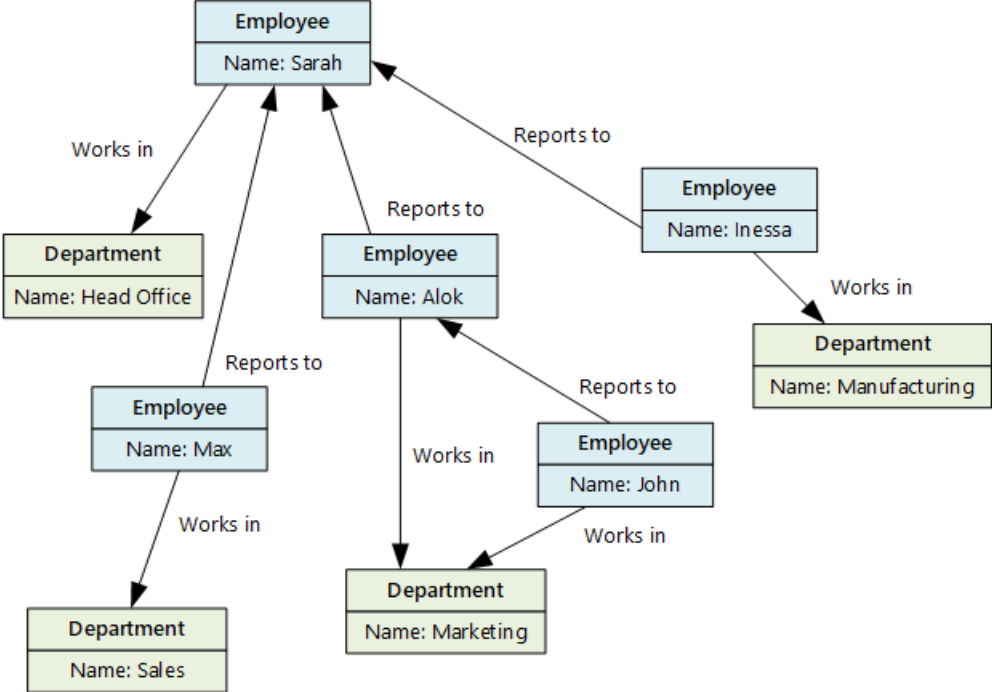 Employee
Name: Sarah
Works in
Reports to
Employee
Name: Inessa
Reports to
Department
Name: Head Office
Employee
Name: Alok
Works in
Department
Name: Manufacturing
Reports to
Employee
Name: Max
Reports to
Works in
Employee
Name: John
Works in
Works in
Department
Name: Marketing
Department
Name: Sales